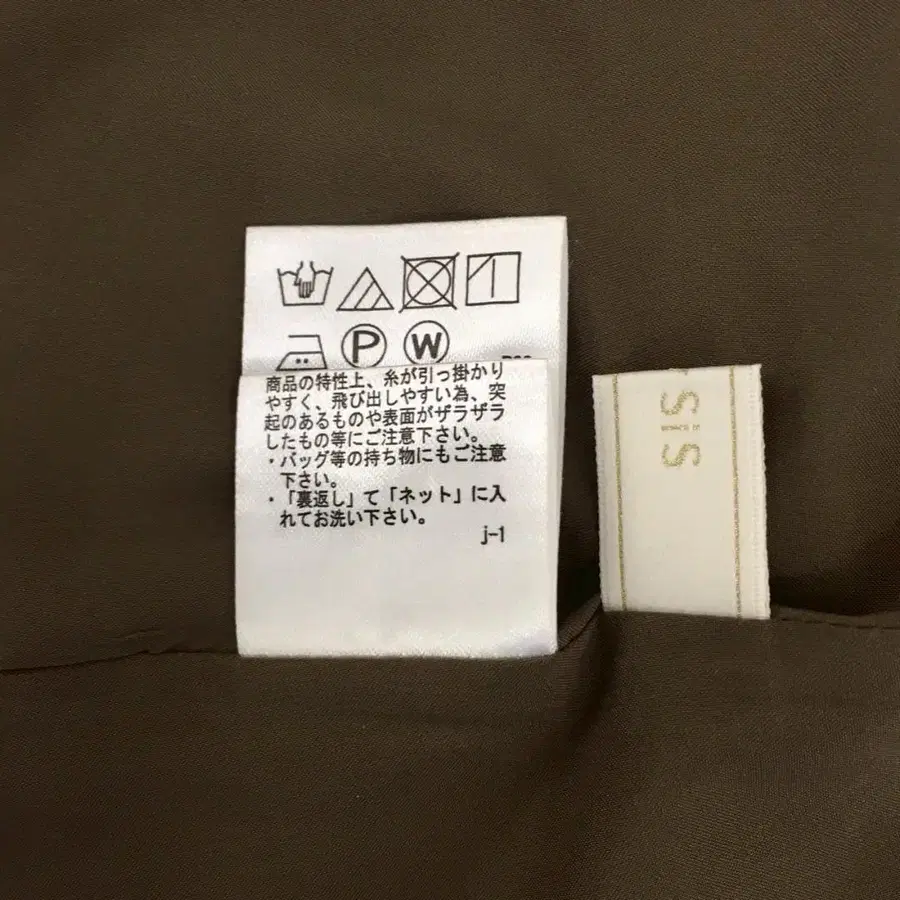 P W
商品の特性上、糸が引っ掛かり
やすく、飛び出しやすい為、突
起のあるものや表面がザラザラ
したもの等にご注意下さい。
・バッグ等の持ち物にもご注意
下さい。
・「裏返し」て「ネット」に入
れてお洗い下さい。
j-1
SIS